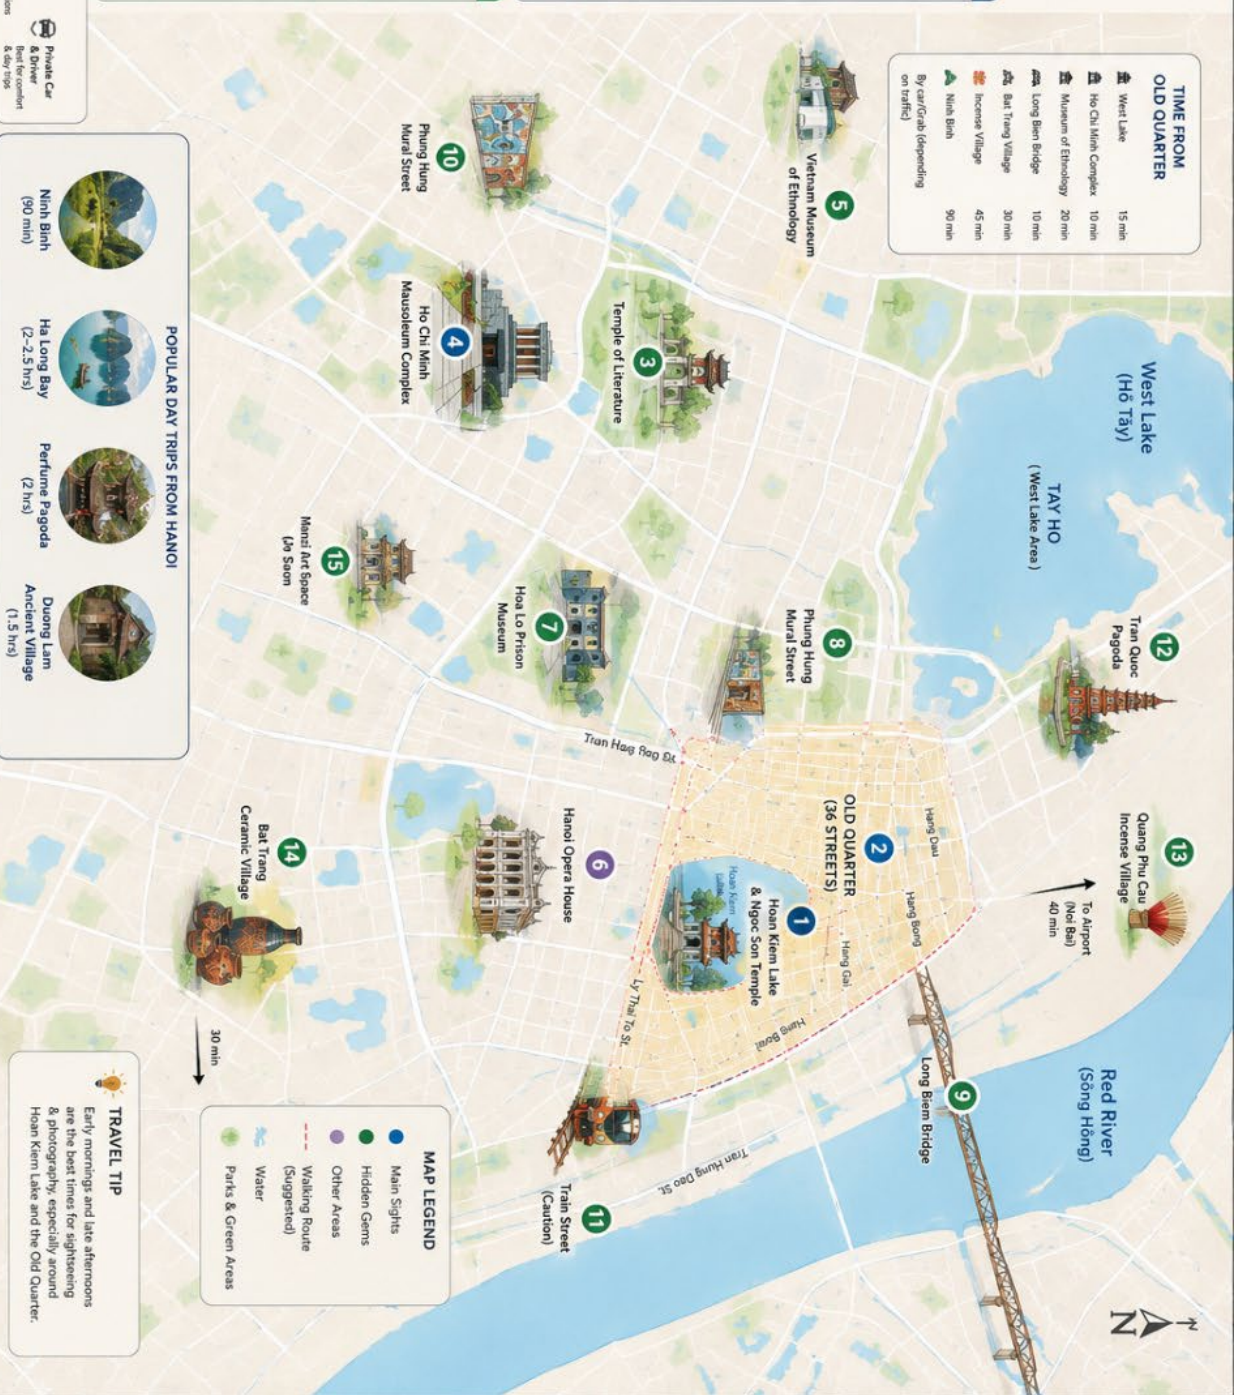 TIME FROM
OLD QUARTER
West Lake 15 min
Ho Chi Minh Complex 10 min
Museum of Ethnology 20 min
Long Bien Bridge 10 min
Bat Trang Village 30 min
Incense Village 45 min
Ninh Binh 90 min
By car/Grab (depending
on traffic)
West Lake
(Hồ Tãy)
TAY HO
(West Lake Area)
12
Tran Quoc
Pagoda
13
Quang Phu Cau
Incense Village
To Airport
(Noi Bai)
40 min
Red River
(Sông Hông)
N
5
Vietnam Museum
of Ethnology
8
Phung Hung
Mural Street
Hang Dau
Hang Bong
9
Long Biem Bridge
2
OLD QUARTER
(36 STREETS)
Hang Gai
1
Hoan Kiem Lake
& Ngoc Son Temple
Hoan Kiem
3
Temple of Literature
Ly Thai To St.
Tran Hung Dao St.
11
Train Street
(Caution)
6
Hanoi Opera House
7
Hoa Lo Prison
Museum
10
Phung Hung
Mural Street
4
Ho Chi Minh
Mausoleum Complex
15
Manzi Art Space
14
Bat Trang
Ceramic Village
30 min
MAP LEGEND
Main Sights
Hidden Gems
Other Areas
Walking Route
(Suggested)
Water
Parks & Green Areas
Private Car
& Driver
Best for comfort
& day trips
POPULAR DAY TRIPS FROM HANOI
Ninh Binh
(90 min)
Ha Long Bay
(2–2.5 hrs)
Perfume Pagoda
(2 hrs)
Duong Lam
Ancient Village
(1.5 hrs)
TRAVEL TIP
Early mornings and late afternoons
are the best times for sightseeing
& photography, especially around
Hoan Kiem Lake and the Old Quarter.